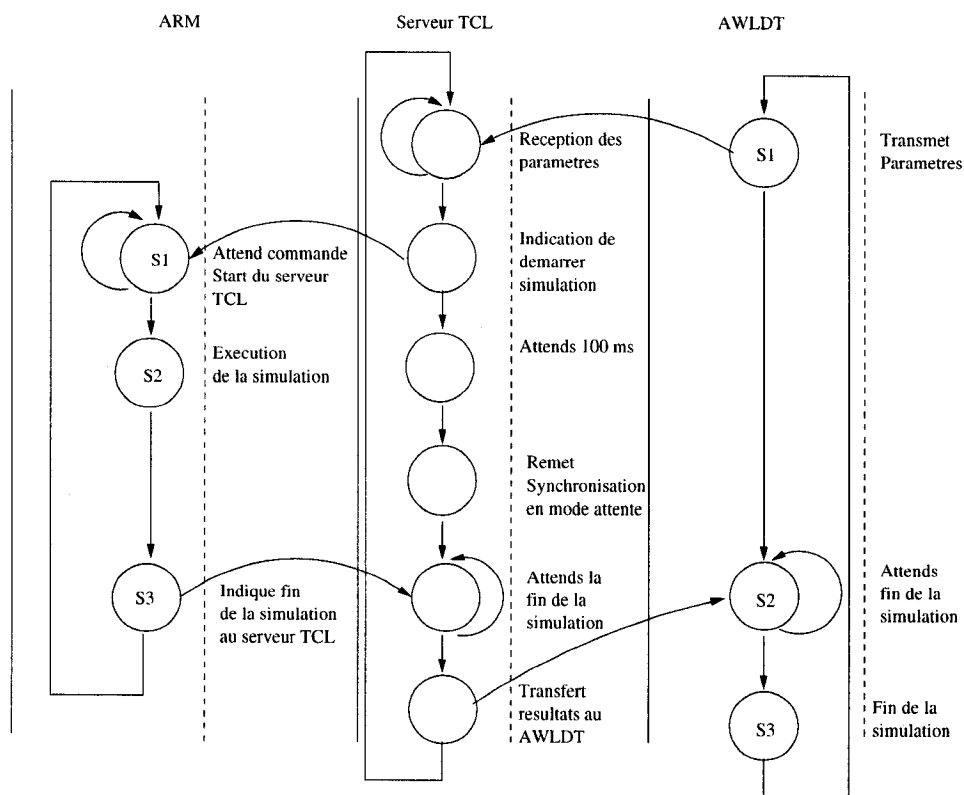 ARM
Serveur TCL
AWLDT
Reception des
parametres
S1
Transmet
Parametres
S1
Attend commande
Start du serveur
TCL
Indication de
demarrer
simulation
S2
Execution
de la simulation
Attends 100 ms
Remet
Synchronisation
en mode attente
S3
Indique fin
de la simulation
au serveur TCL
Attends la
fin de la
simulation
S2
Attends
fin de la
simulation
Transfert
resultats au
AWLDT
S3
Fin de la
simulation